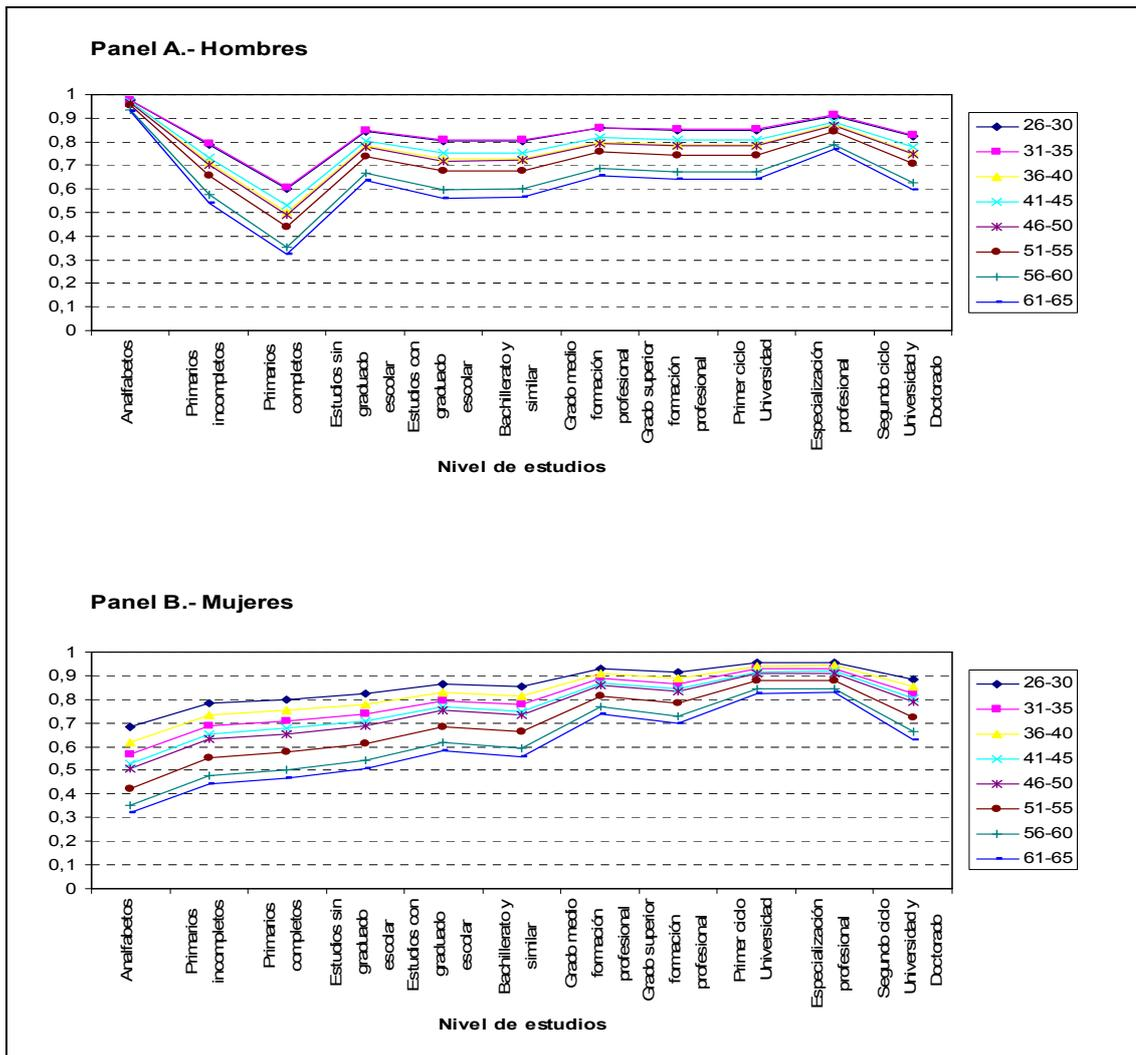 Panel A.- Hombres
1
0,9
0,8
0,7
0,6
0,5
0,4
0,3
0,2
0,1
0
Analfabetos
Primarios
incompletos
Primarios
completos
Estudios sin
graduado
escolar
Estudios con
graduado
escolar
Bachillerato y
similar
Grado medio
formación
profesional
Grado superior
formación
profesional
Primer ciclo
Universidad
Especialización
profesional
Segundo ciclo
Universidad y
Doctorado
Nivel de estudios
26-30
31-35
36-40
41-45
46-50
51-55
56-60
61-65
Panel B.- Mujeres
1
0,9
0,8
0,7
0,6
0,5
0,4
0,3
0,2
0,1
0
Analfabetos
Primarios
incompletos
Primarios
completos
Estudios sin
graduado
escolar
Estudios con
graduado
escolar
Bachillerato y
similar
Grado medio
formación
profesional
Grado superior
formación
profesional
Primer ciclo
Universidad
Especialización
profesional
Segundo ciclo
Universidad y
Doctorado
Nivel de estudios
26-30
31-35
36-40
41-45
46-50
51-55
56-60
61-65